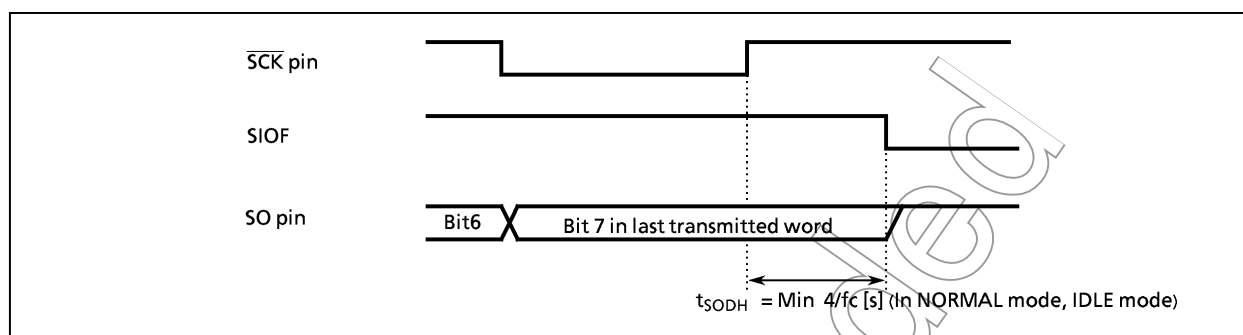 SCK pin
SIOF
SO pin
Bit6
Bit 7 in last transmitted word
tSODH = Min 4/fc [s] (In NORMAL mode, IDLE mode)